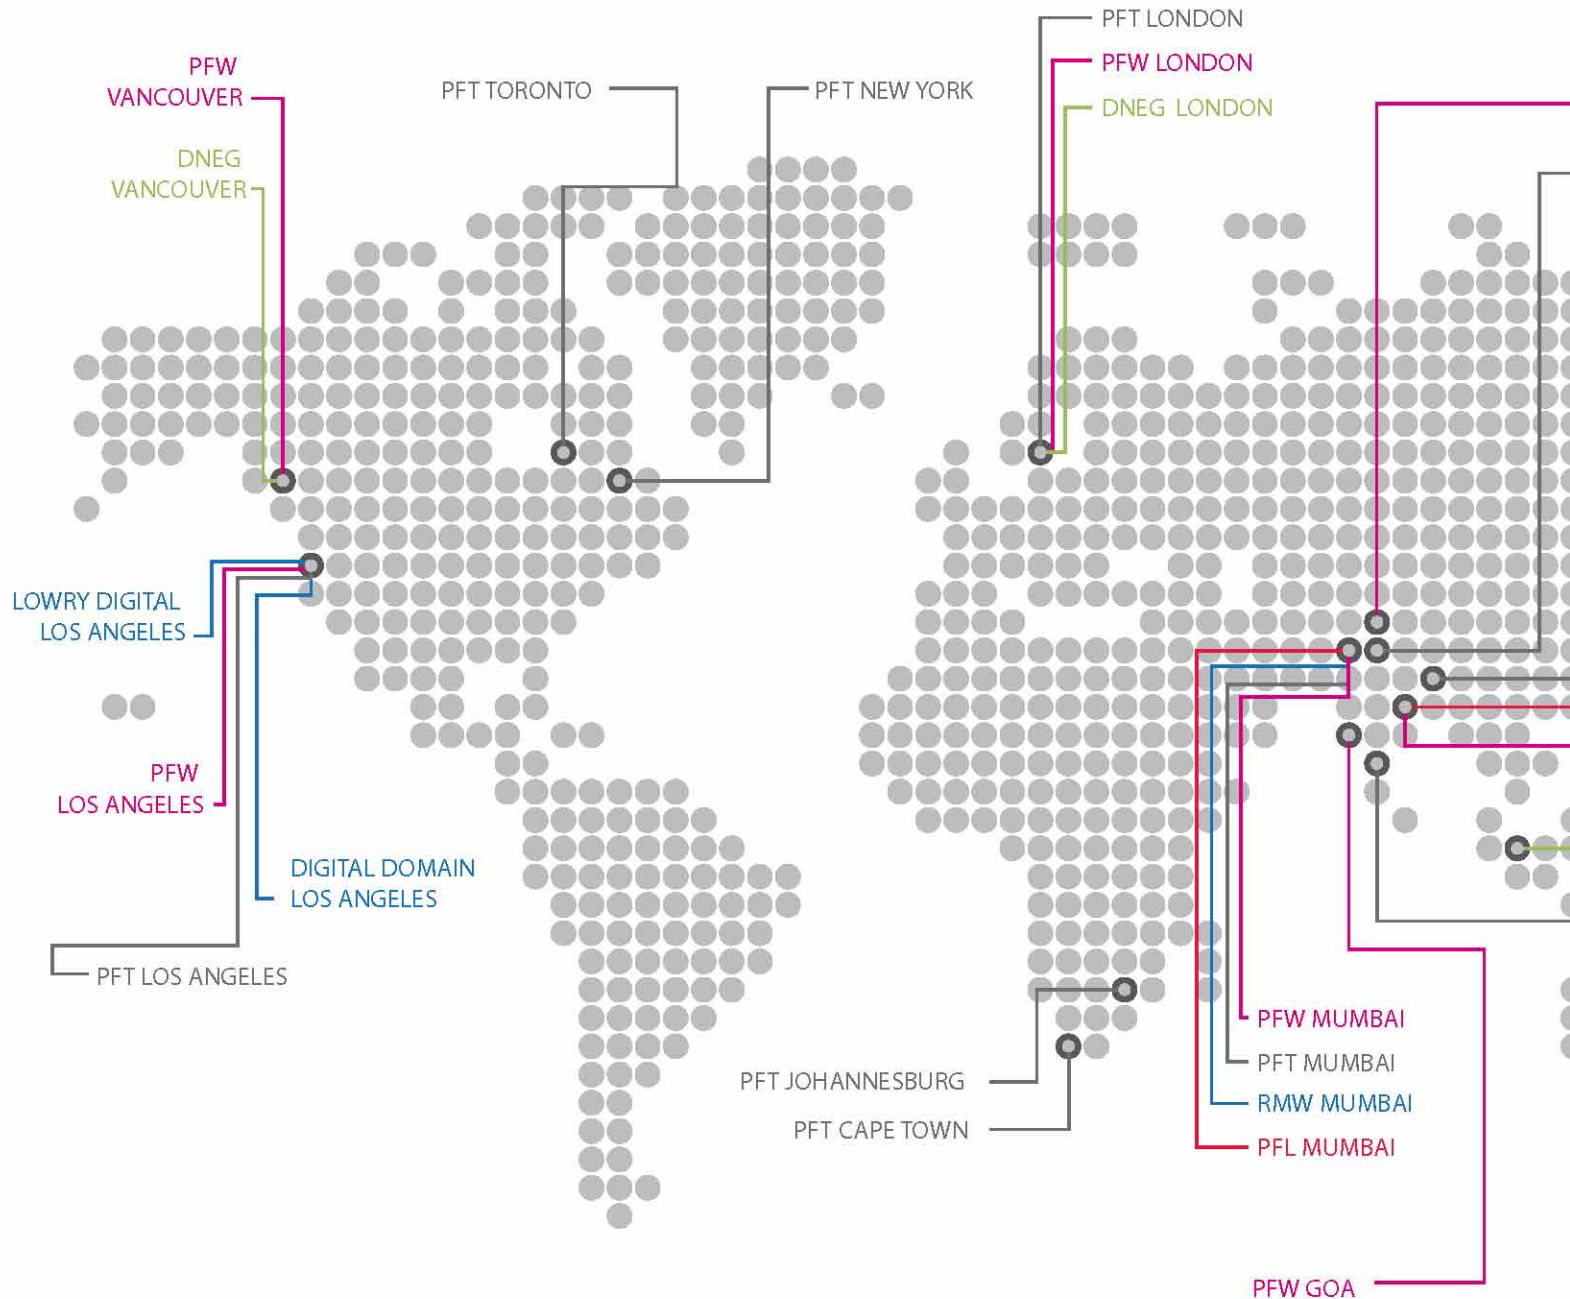 PFT LONDON
PFW LONDON
DNEG LONDON
PFW
VANCOUVER
PFT TORONTO
PFT NEW YORK
DNEG
VANCOUVER
LOWRY DIGITAL
LOS ANGELES
PFW
LOS ANGELES
DIGITAL DOMAIN
LOS ANGELES
PFT LOS ANGELES
PFT JOHANNESBURG
PFT CAPE TOWN
PFW MUMBAI
PFT MUMBAI
RMW MUMBAI
PFL MUMBAI
PFW GOA